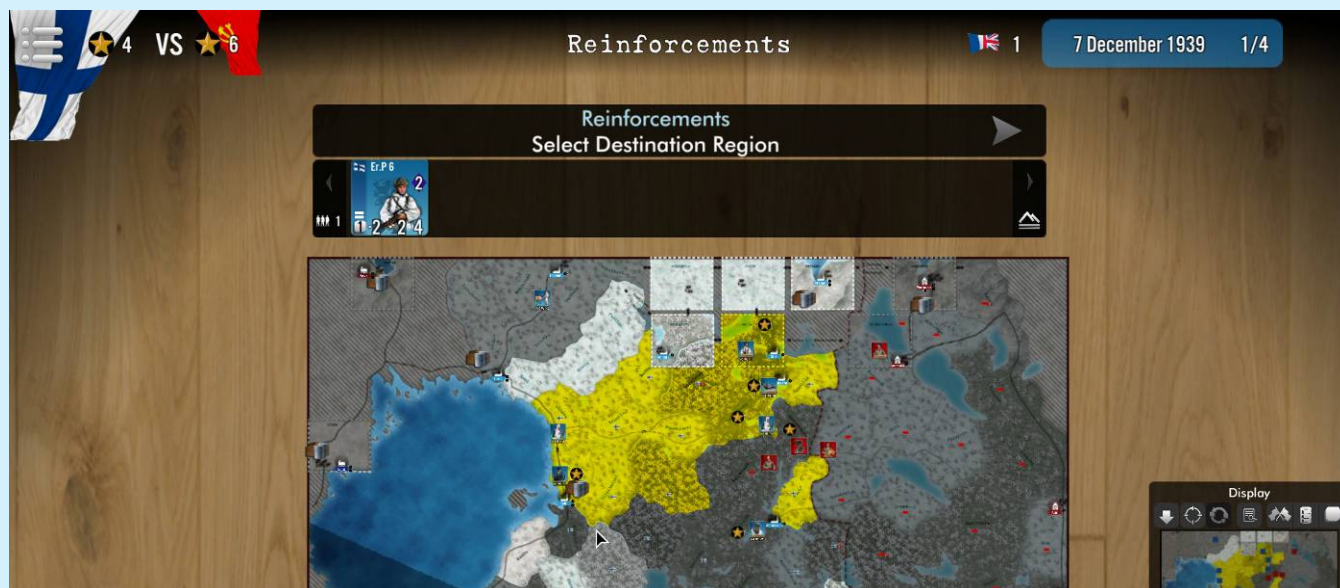 4 VS 6
Reinforcements
1
7 December 1939 1/4
Reinforcements
Select Destination Region
Er.P 6
2
1
1 2 2 4
Display